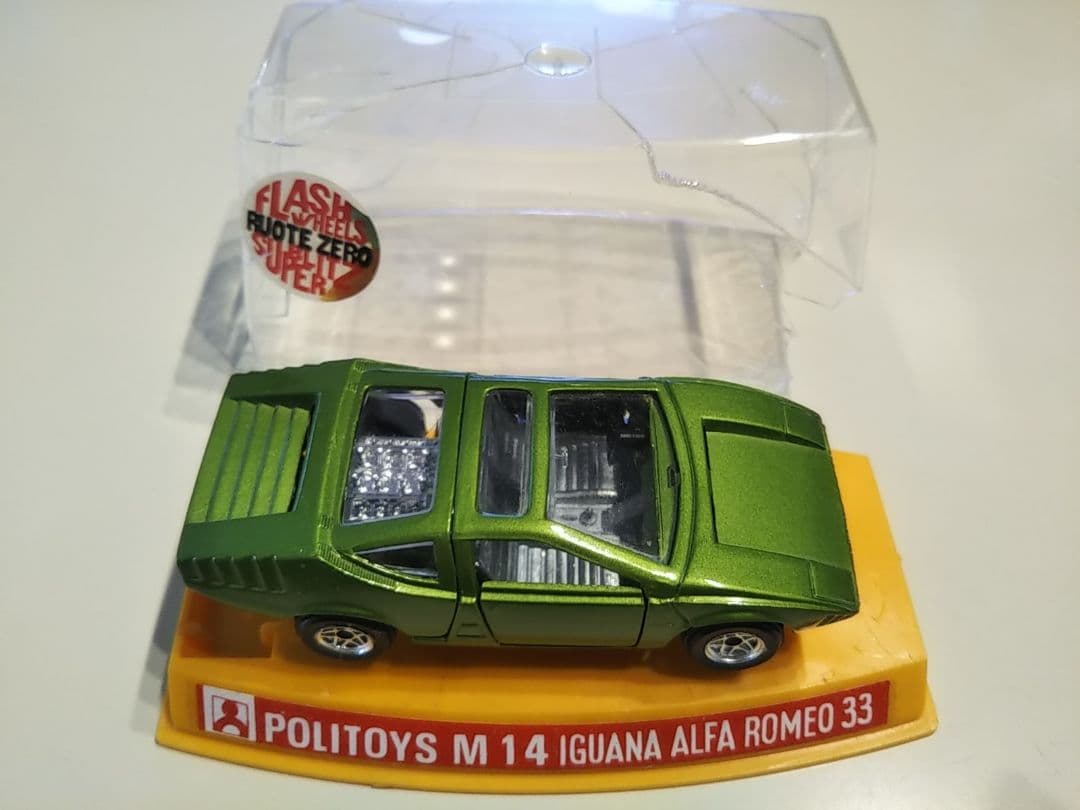 FLASH
WHEELS
RUOTE ZERO
SUPER
POLITOYS M 14 IGUANA ALFA ROMEO 33